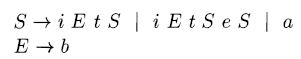 S → i E t S | i E t S e S | a
E → b